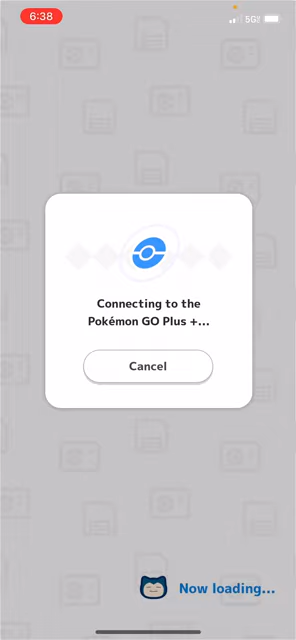 6:38
5G
Connecting to the
Pokémon GO Plus +...
Cancel
Now loading...